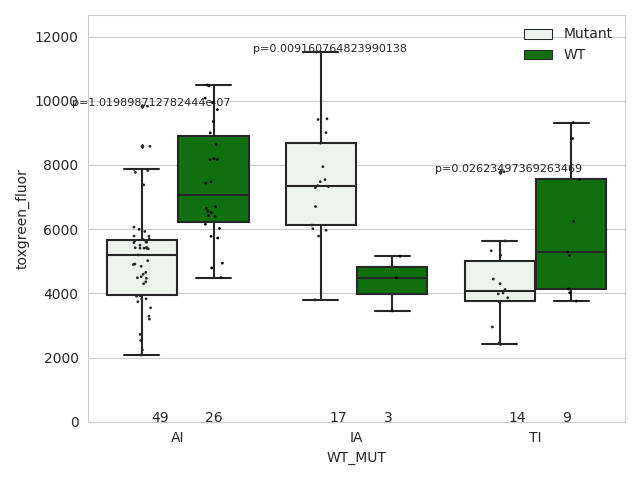 12000
10000
8000
6000
4000
2000
0
toxgreen_fluor
Mutant
WT
p=0.009160764823990138
p=1.019898712782444e-07
p=0.02623497369263469
49 26 17 3 14 9
AI IA TI
WT_MUT